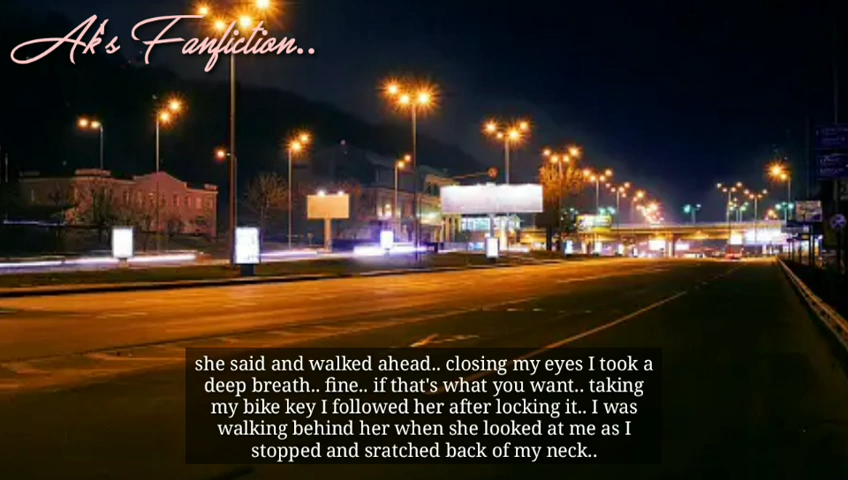 Ak's Fanfiction..
she said and walked ahead.. closing my eyes I took a
deep breath.. fine.. if that's what you want.. taking
my bike key I followed her after locking it.. I was
walking behind her when she looked at me as I
stopped and sratched back of my neck..